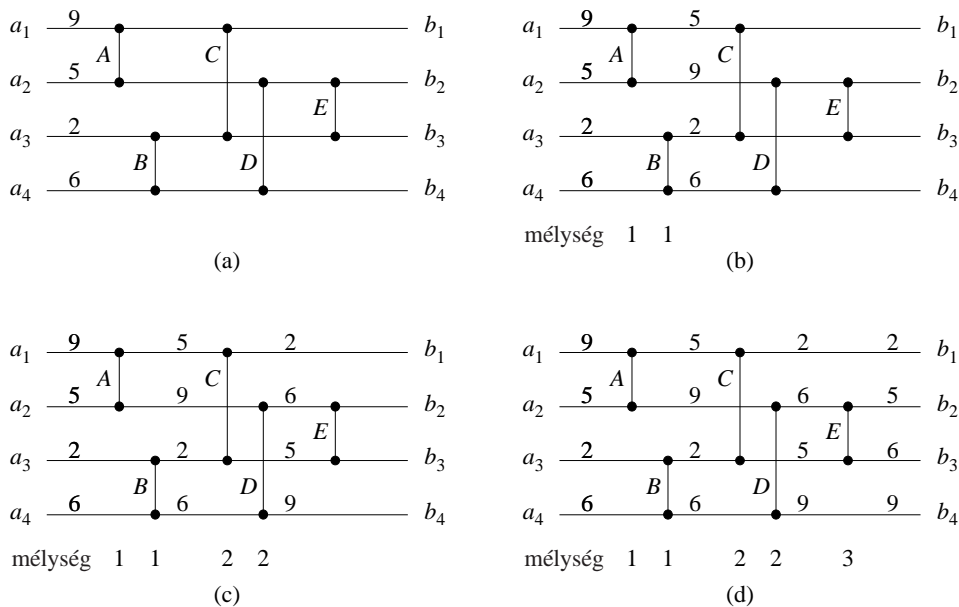 a1 9 b1
A C
a2 5 b2
E
a3 2 b3
B D
a4 6 b4
(a)
a1 9 5 b1
A C
a2 5 9 b2
E
a3 2 2 b3
B D
a4 6 6 b4
mélység 1 1
(b)
a1 9 5 2 b1
A C
a2 5 9 6 b2
E
a3 2 2 5 b3
B D
a4 6 6 9 b4
mélység 1 1 2 2
(c)
a1 9 5 2 2 b1
A C
a2 5 9 6 5 b2
E
a3 2 2 5 6 b3
B D
a4 6 6 9 9 b4
mélység 1 1 2 2 3
(d)